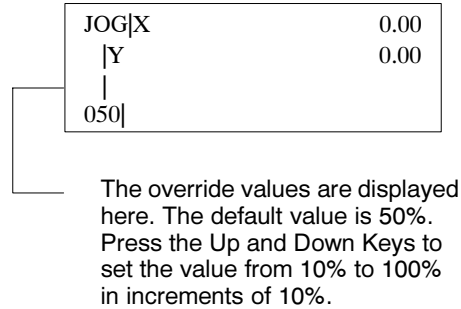 JOG|X 0.00
|Y 0.00
|
050|
The override values are displayed
here. The default value is 50%.
Press the Up and Down Keys to
set the value from 10% to 100%
in increments of 10%.